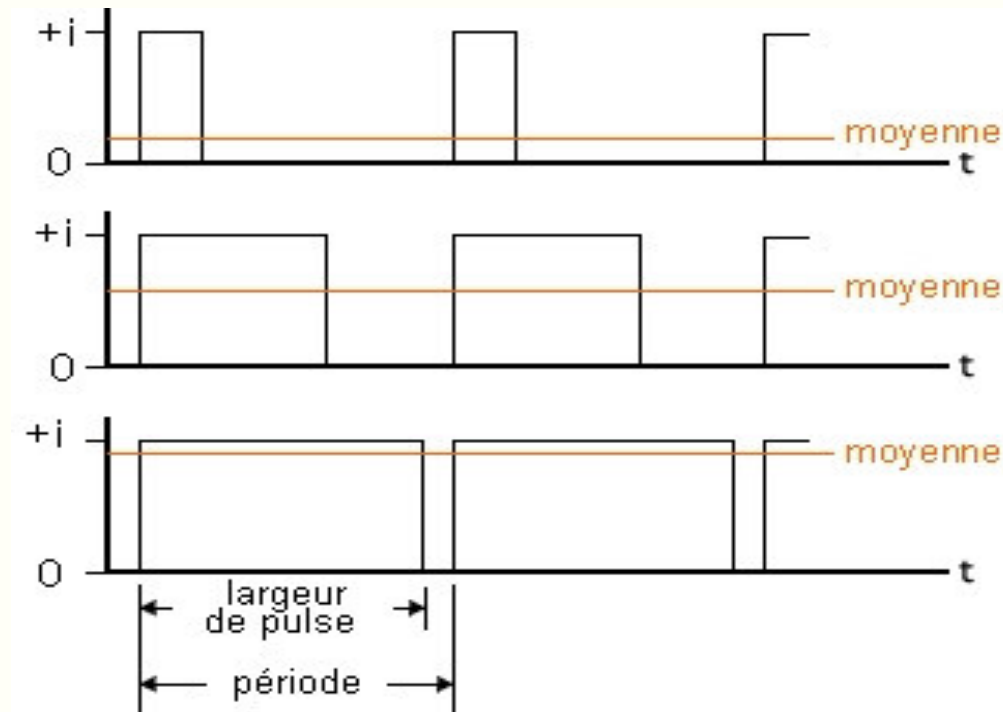 +i
moyenne
0
t
+i
moyenne
0
t
+i
moyenne
0
t
largeur
de pulse
période